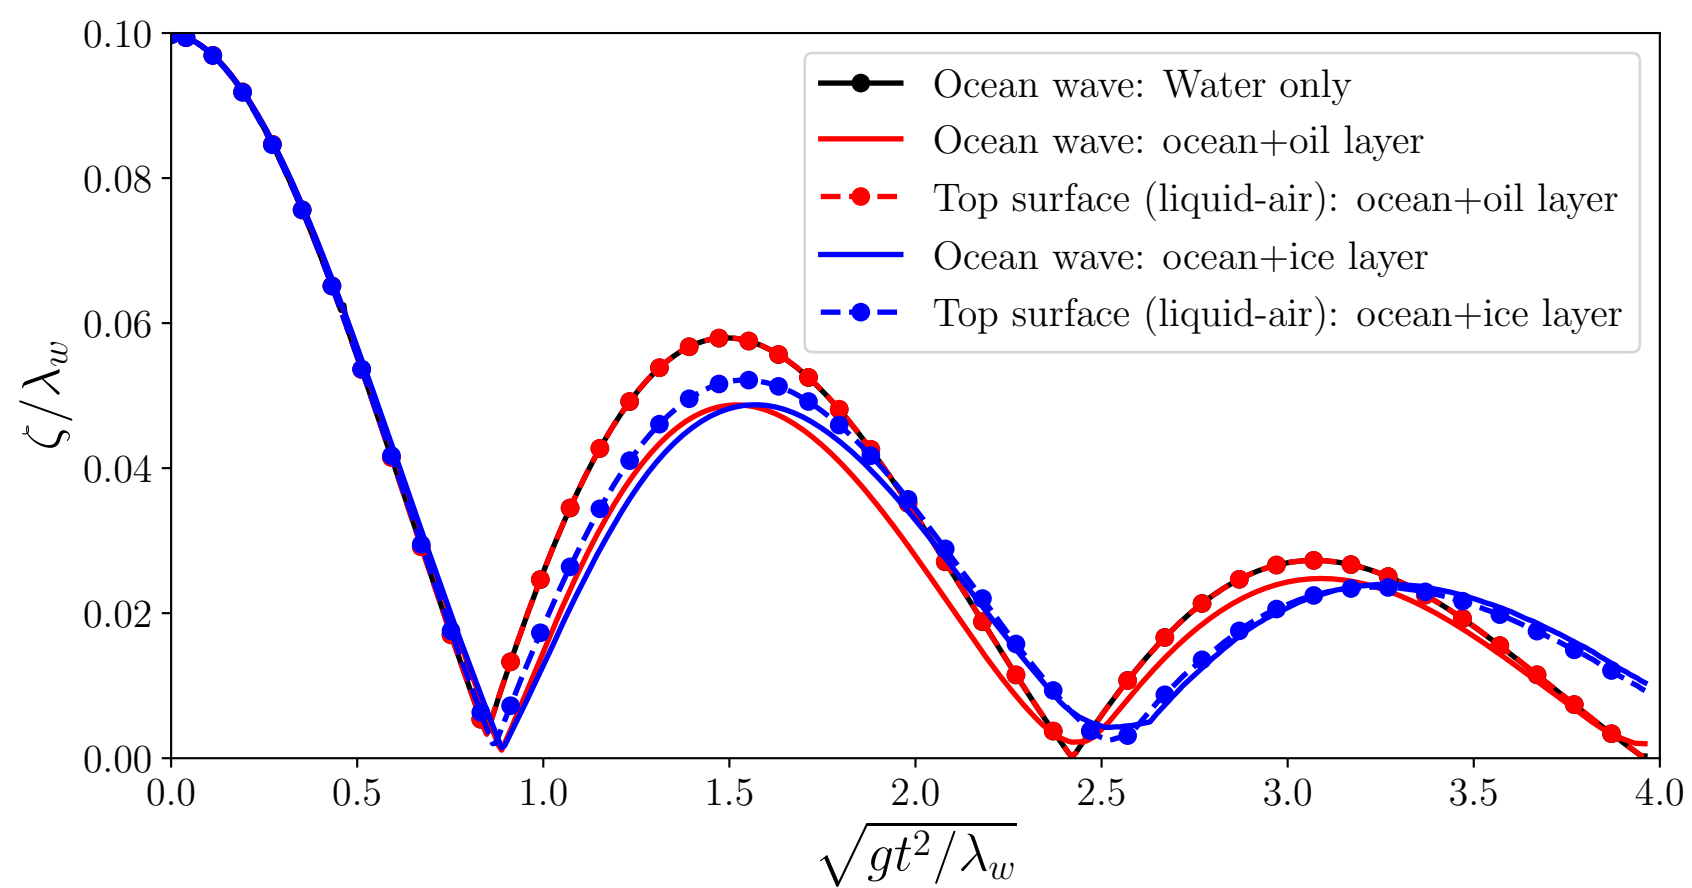 0.10
0.08
0.06
0.04
0.02
0.00
ζ/λ_w
Ocean wave: Water only
Ocean wave: ocean+oil layer
Top surface (liquid-air): ocean+oil layer
Ocean wave: ocean+ice layer
Top surface (liquid-air): ocean+ice layer
0.0 0.5 1.0 1.5 2.0 2.5 3.0 3.5 4.0
√gt²/λ_w